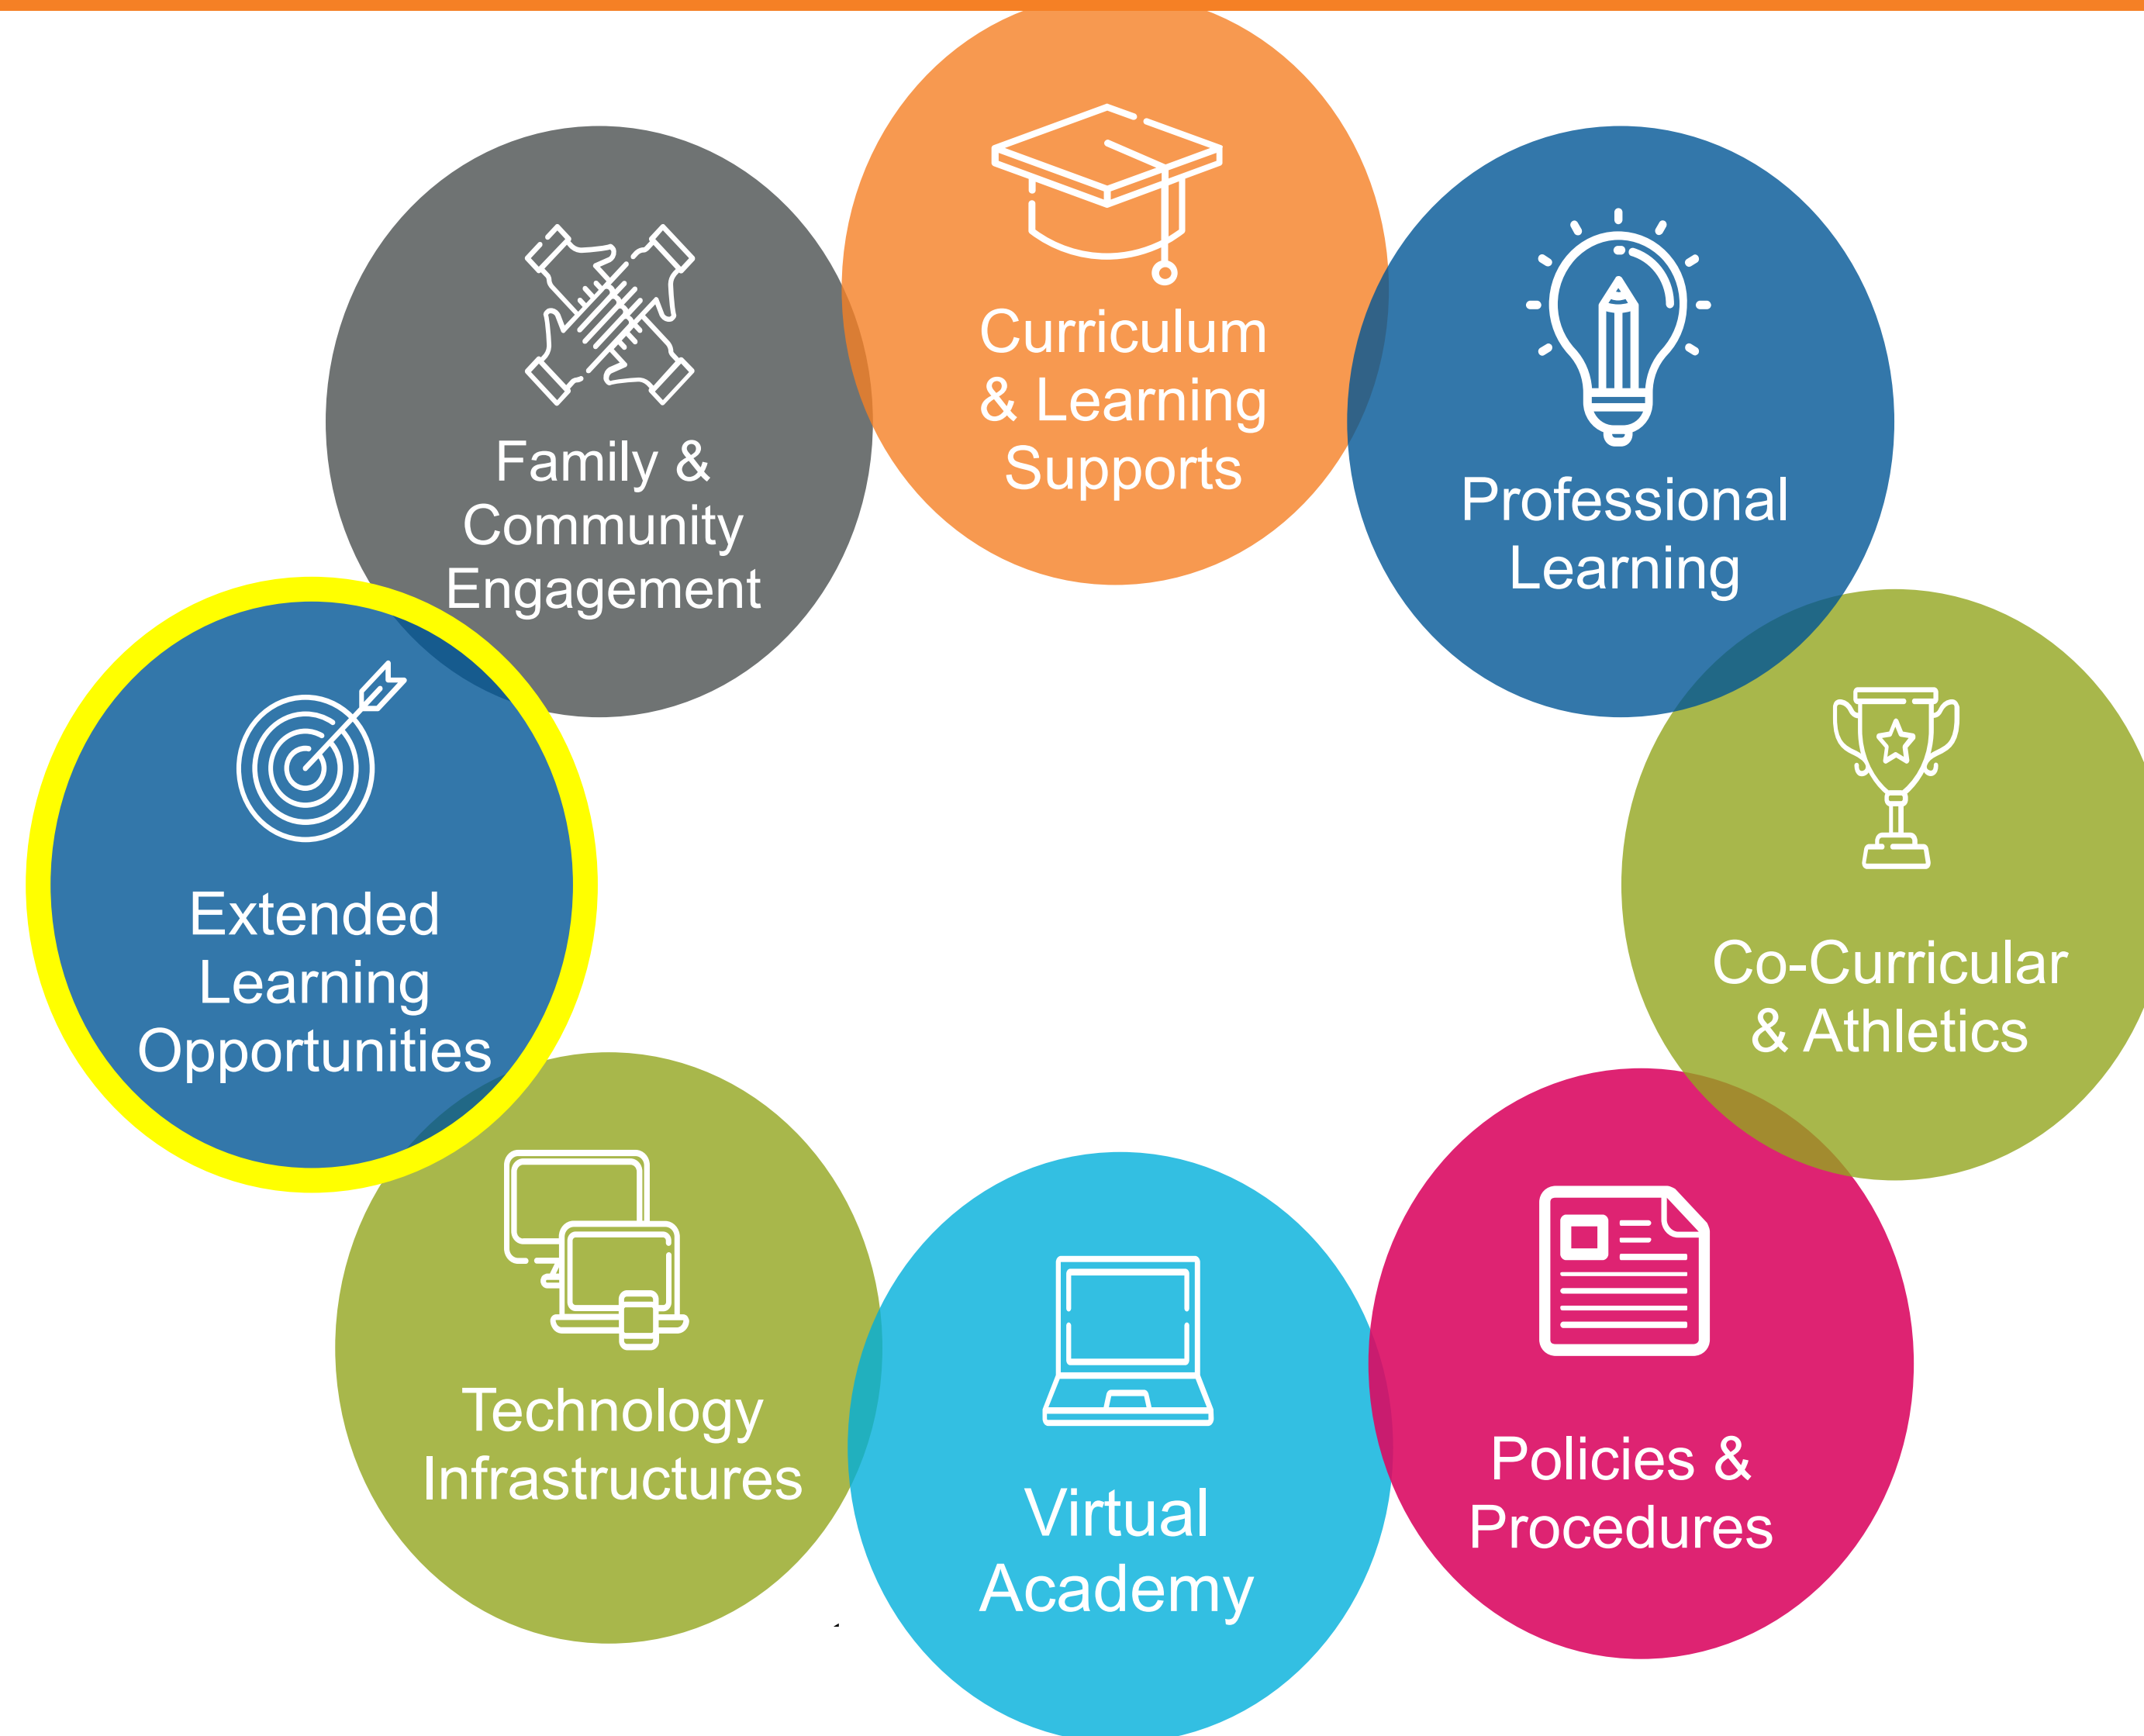 Curriculum
& Learning
Supports
Family &
Community
Engagement
Professional
Learning
Extended
Learning
Opportunities
Co-Curricular
& Athletics
Technology
Infrastructures
Virtual
Academy
Policies &
Procedures